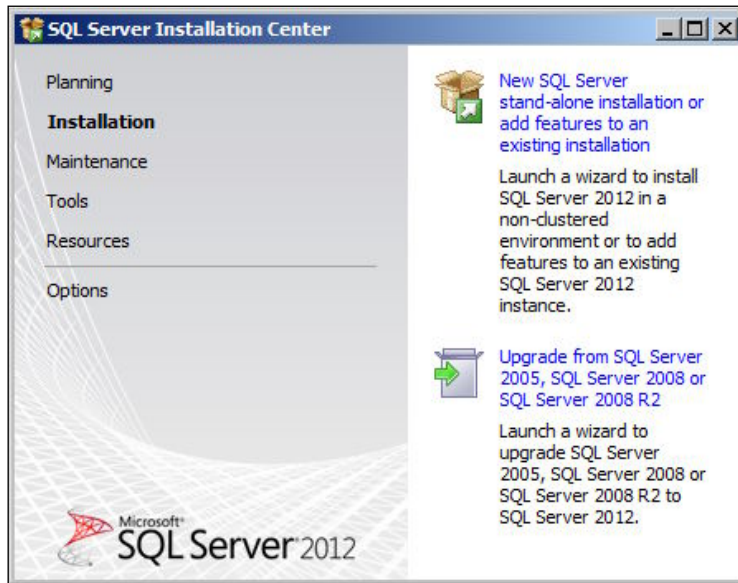 SQL Server Installation Center
Planning
Installation
Maintenance
Tools
Resources
Options
New SQL Server
stand-alone installation or
add features to an
existing installation
Launch a wizard to install
SQL Server 2012 in a
non-clustered
environment or to add
features to an existing
SQL Server 2012
instance.
Upgrade from SQL Server
2005, SQL Server 2008 or
SQL Server 2008 R2
Launch a wizard to
upgrade SQL Server
2005, SQL Server 2008 or
SQL Server 2008 R2 to
SQL Server 2012.
Microsoft®
SQL Server 2012